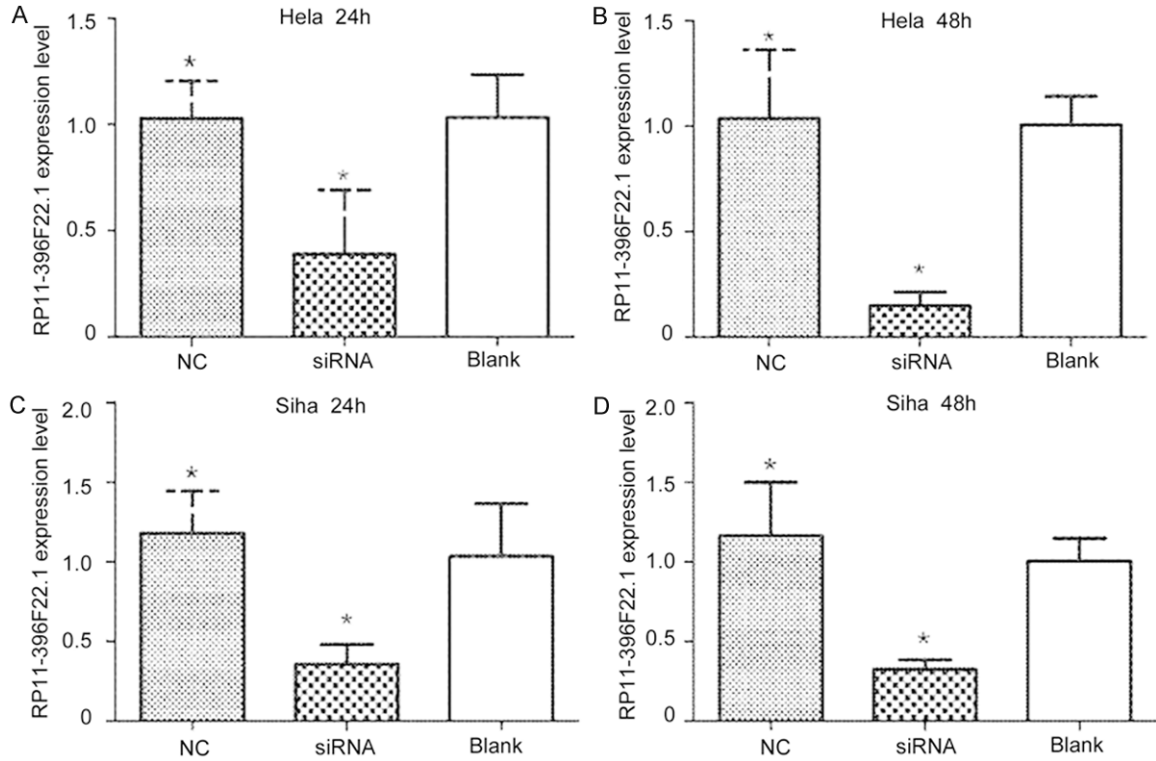 A
Hela 24h
RP11-396F22.1 expression level
1.5
1.0
0.5
0
*
*
NC
siRNA
Blank
B
Hela 48h
RP11-396F22.1 expression level
1.5
1.0
0.5
0
*
*
NC
siRNA
Blank
C
Siha 24h
RP11-396F22.1 expression level
2.0
1.5
1.0
0.5
0
*
*
NC
siRNA
Blank
D
Siha 48h
RP11-396F22.1 expression level
2.0
1.5
1.0
0.5
0
*
*
NC
siRNA
Blank